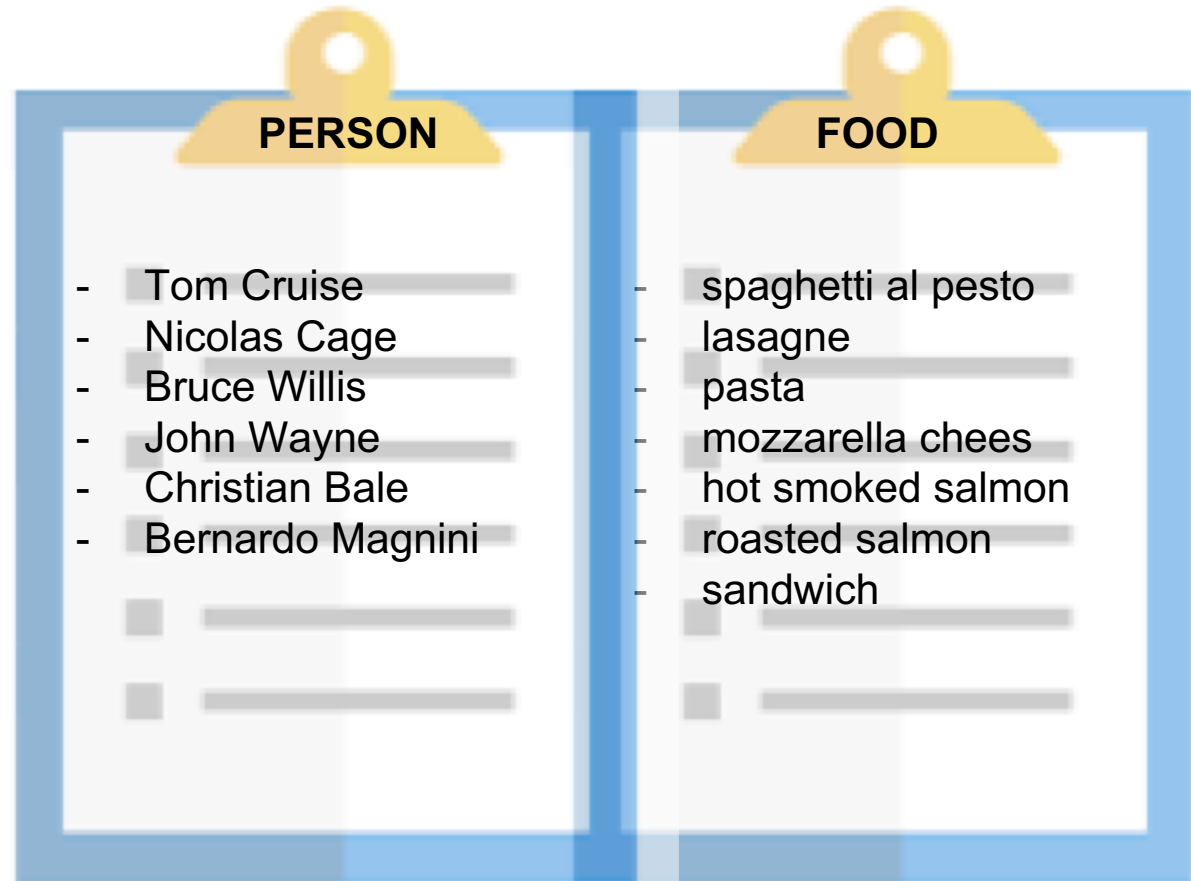 PERSON
- Tom Cruise
- Nicolas Cage
- Bruce Willis
- John Wayne
- Christian Bale
- Bernardo Magnini
FOOD
- spaghetti al pesto
- lasagne
- pasta
- mozzarella chees
- hot smoked salmon
- roasted salmon
- sandwich